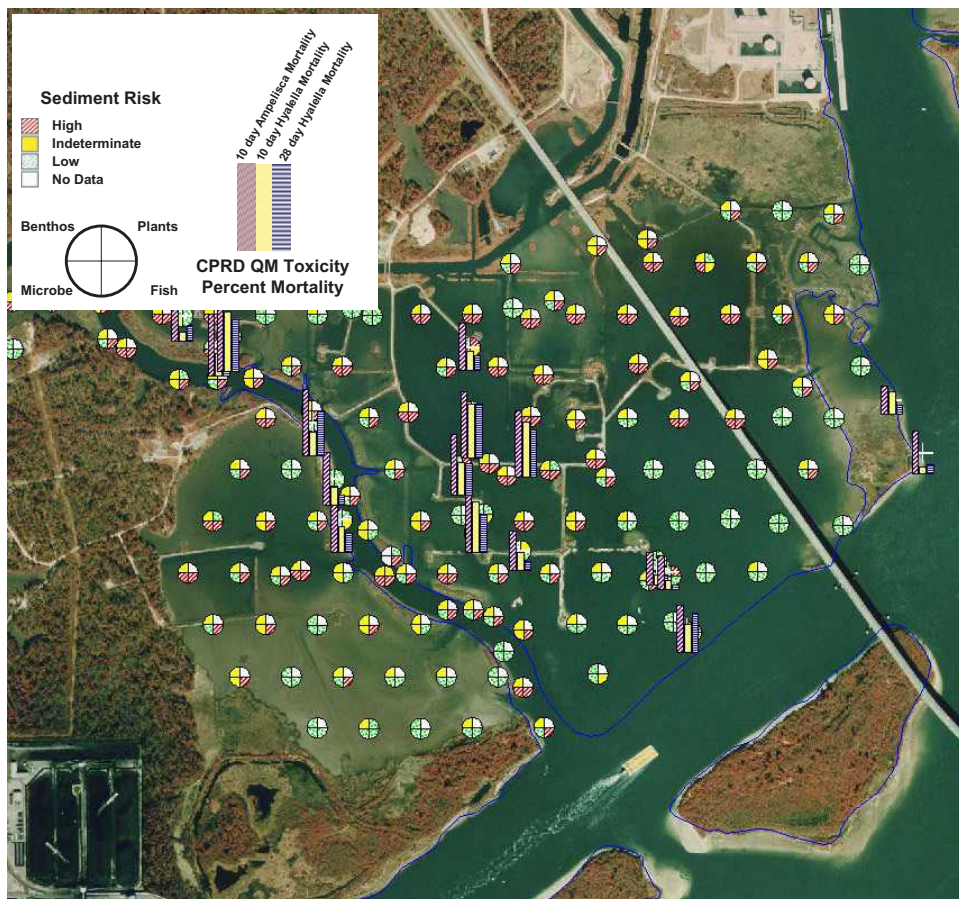 10 day Ampelisca Mortality
10 day Hyalella Mortality
28 day Hyalella Mortality
Sediment Risk
High
Indeterminate
Low
No Data
Benthos
Plants
Microbe
Fish
CPRD QM Toxicity
Percent Mortality